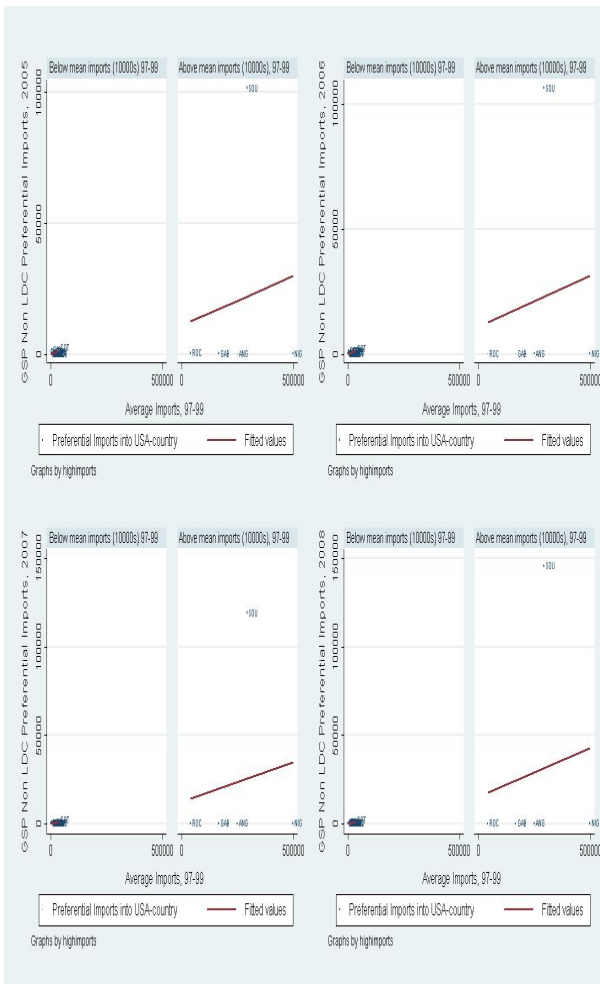 GSP Non LDC Preferential Imports, 2005
Below mean imports (10000s) 97-99
Above mean imports (10000s), 97-99
100000
50000
0
SOU
ROC GAB ANG NIG
0 500000 0 500000
Average Imports, 97-99
Preferential Imports into USA-country Fitted values
Graphs by highimports
GSP Non LDC Preferential Imports, 2006
Below mean imports (10000s) 97-99
Above mean imports (10000s), 97-99
100000
50000
0
SOU
ROC GAB ANG NIG
0 500000 0 500000
Average Imports, 97-99
Preferential Imports into USA-country Fitted values
Graphs by highimports
GSP Non LDC Preferential Imports, 2007
Below mean imports (10000s) 97-99
Above mean imports (10000s), 97-99
150000
100000
50000
0
SOU
ROC GAB ANG NIG
0 500000 0 500000
Average Imports, 97-99
Preferential Imports into USA-country Fitted values
Graphs by highimports
GSP Non LDC Preferential Imports, 2008
Below mean imports (10000s) 97-99
Above mean imports (10000s), 97-99
150000
100000
50000
0
SOU
ROC GAB ANG NIG
0 500000 0 500000
Average Imports, 97-99
Preferential Imports into USA-country Fitted values
Graphs by highimports